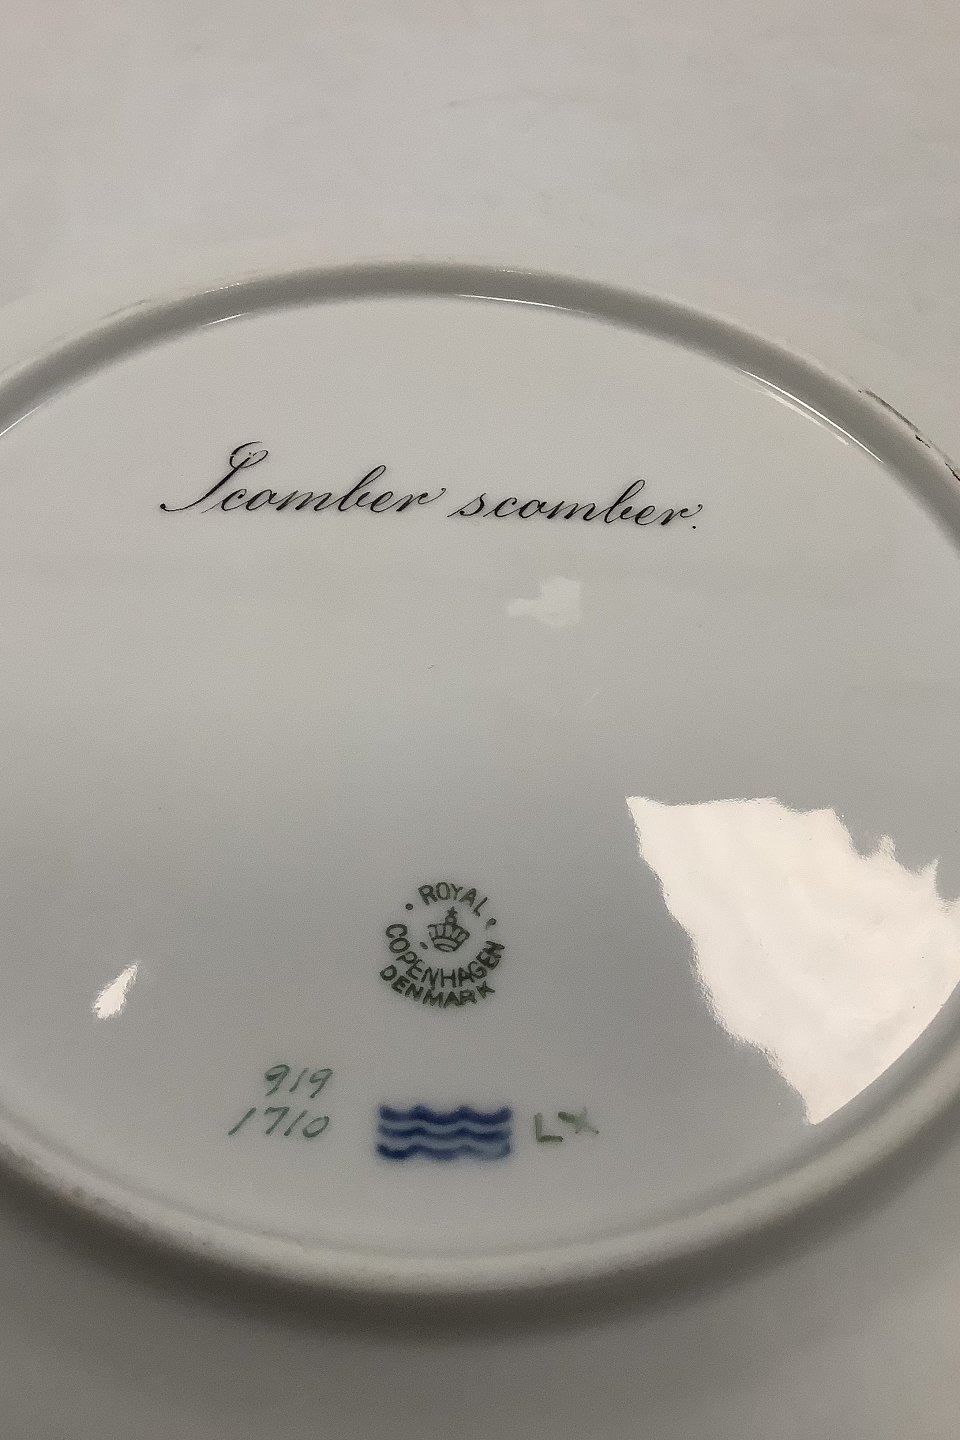 Scomber scomber.
ROYAL
COPENHAGEN
DENMARK
919
1710
LX